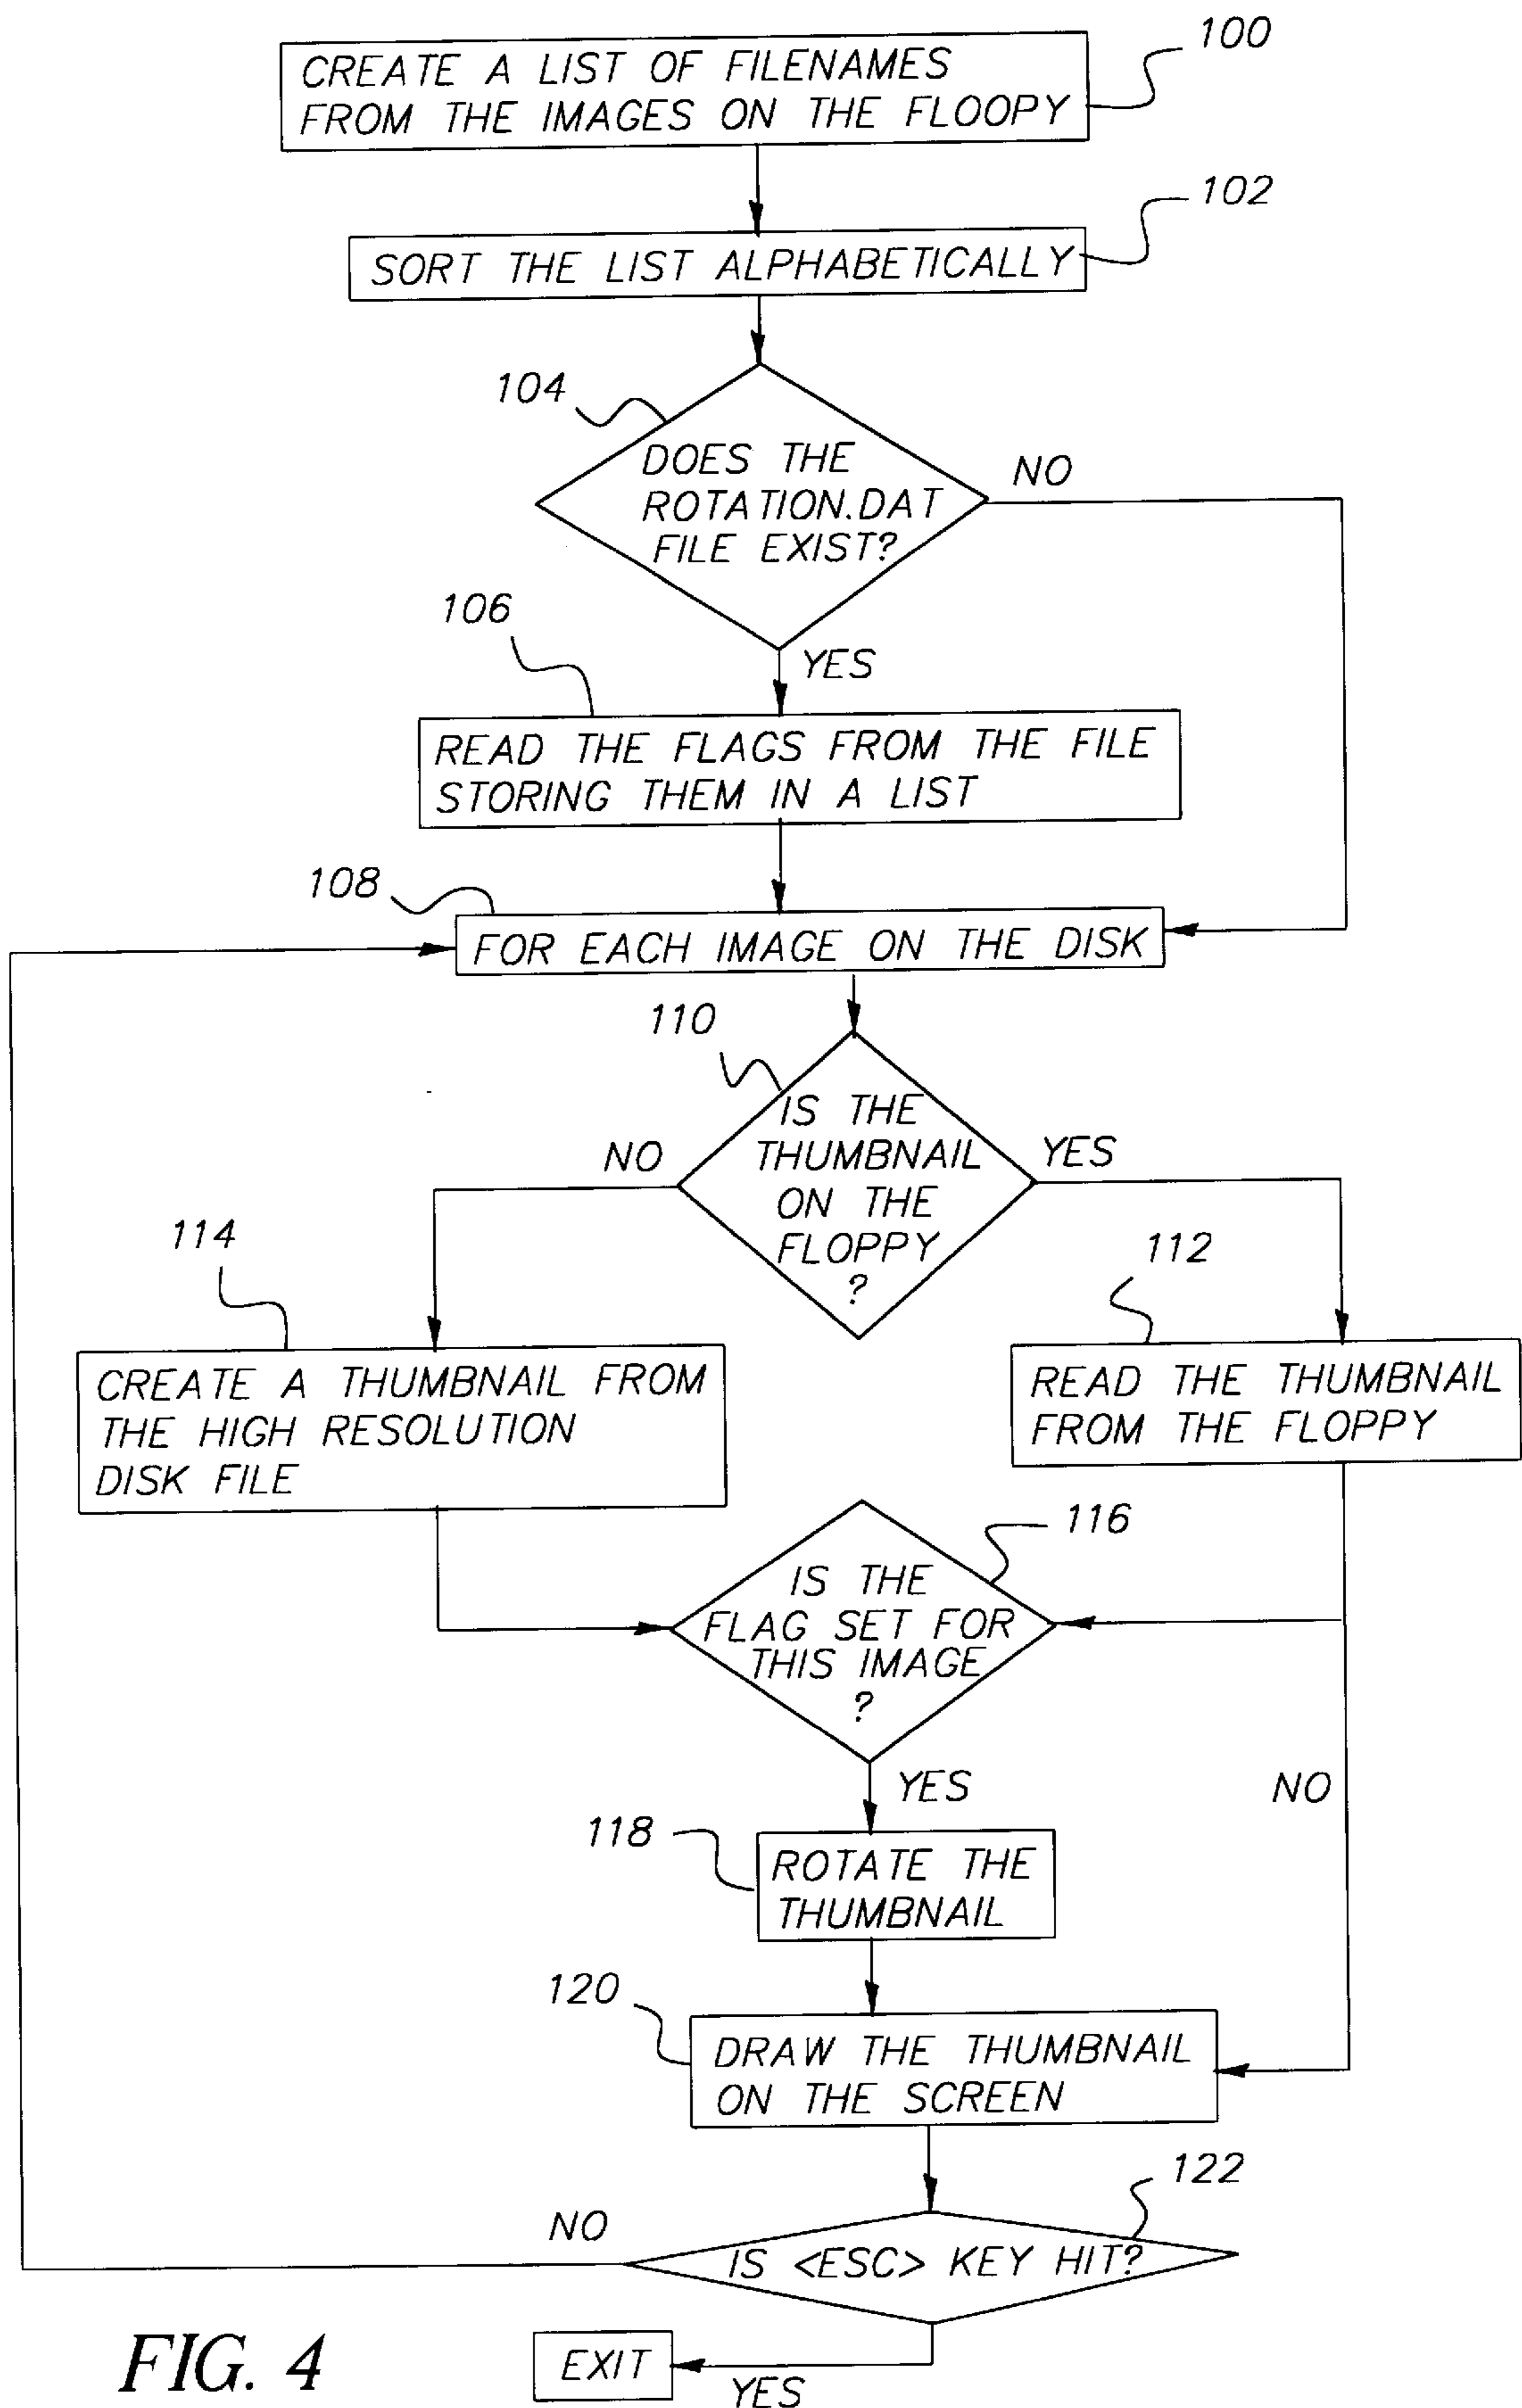 100
CREATE A LIST OF FILENAMES
FROM THE IMAGES ON THE FLOOPY
102
SORT THE LIST ALPHABETICALLY
104
DOES THE
ROTATION.DAT
FILE EXIST?
NO
YES
106
READ THE FLAGS FROM THE FILE
STORING THEM IN A LIST
108
FOR EACH IMAGE ON THE DISK
110
IS THE
THUMBNAIL
ON THE
FLOPPY
?
NO
YES
114
CREATE A THUMBNAIL FROM
THE HIGH RESOLUTION
DISK FILE
112
READ THE THUMBNAIL
FROM THE FLOPPY
116
IS THE
FLAG SET FOR
THIS IMAGE
?
YES
NO
118
ROTATE THE
THUMBNAIL
120
DRAW THE THUMBNAIL
ON THE SCREEN
122
IS <ESC> KEY HIT?
NO
YES
EXIT
FIG. 4